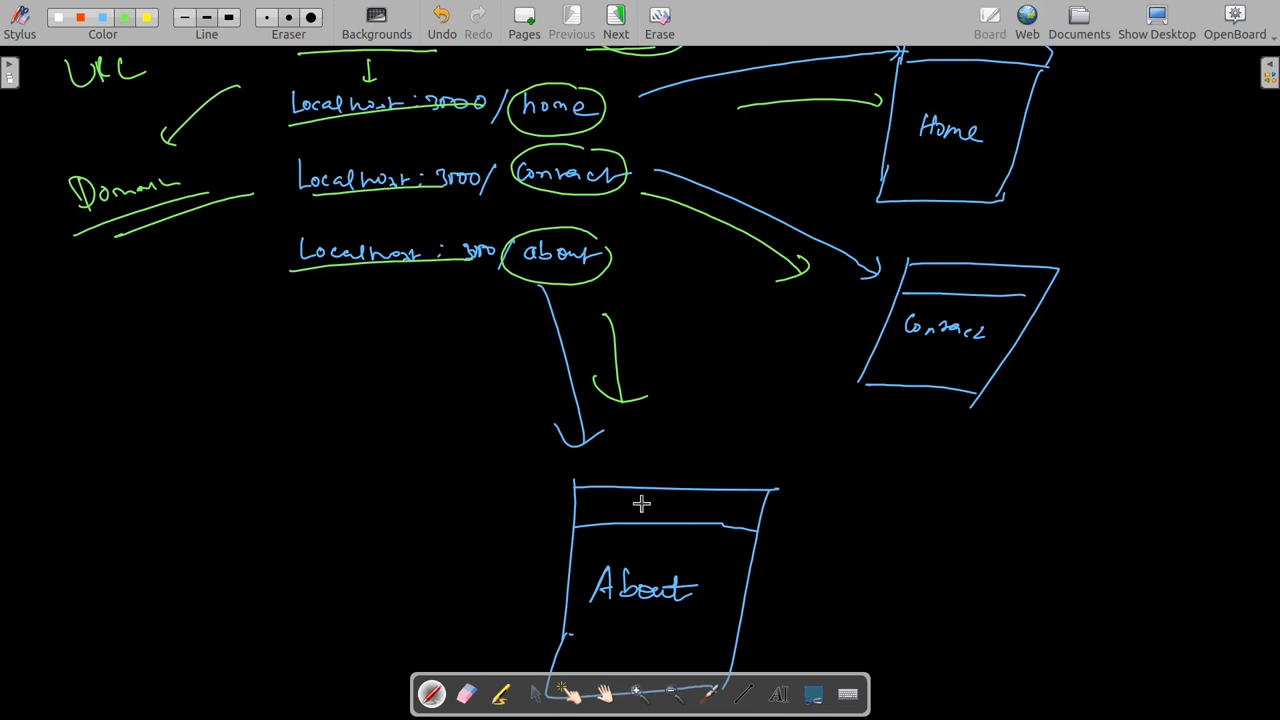 Stylus
Color
Line
Eraser
Backgrounds
Undo
Redo
Pages
Previous
Next
Erase
Board
Web
Documents
Show Desktop
OpenBoard
URL
Localhost : 3000 / home
Home
Localhost : 3000 / Contact
Domain
Localhost : 300 / about
Contact
About